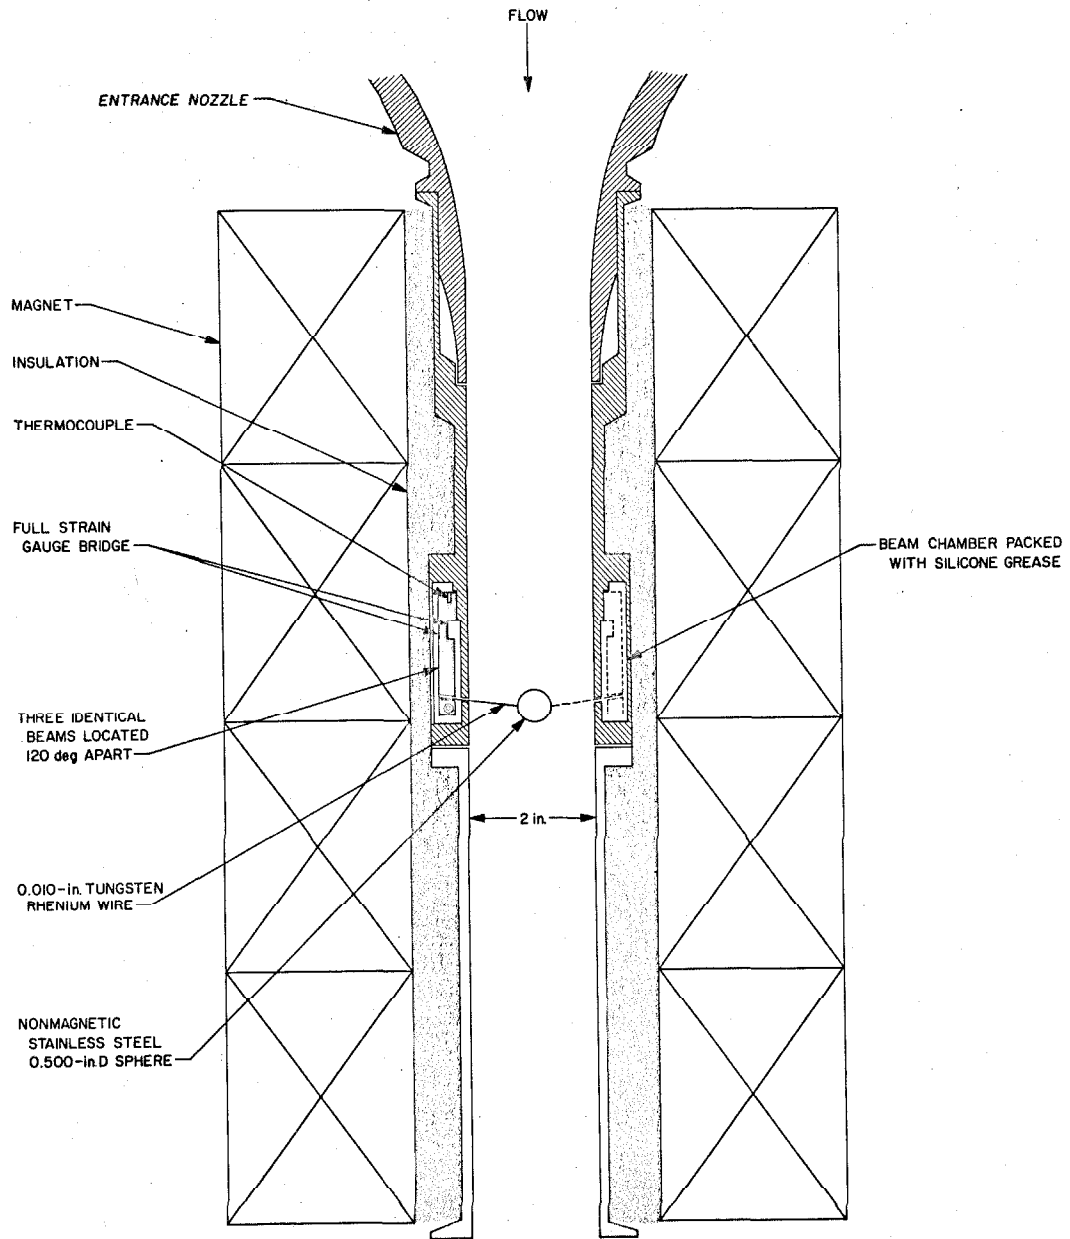 FLOW
ENTRANCE NOZZLE
MAGNET
INSULATION
THERMOCOUPLE
FULL STRAIN
GAUGE BRIDGE
BEAM CHAMBER PACKED
WITH SILICONE GREASE
THREE IDENTICAL
BEAMS LOCATED
120 deg APART
2 in.
0.010-in. TUNGSTEN
RHENIUM WIRE
NONMAGNETIC
STAINLESS STEEL
0.500-in.D SPHERE